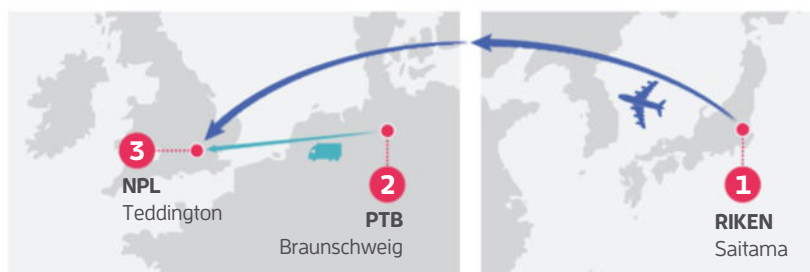 3
NPL
Teddington
2
PTB
Braunschweig
1
RIKEN
Saitama